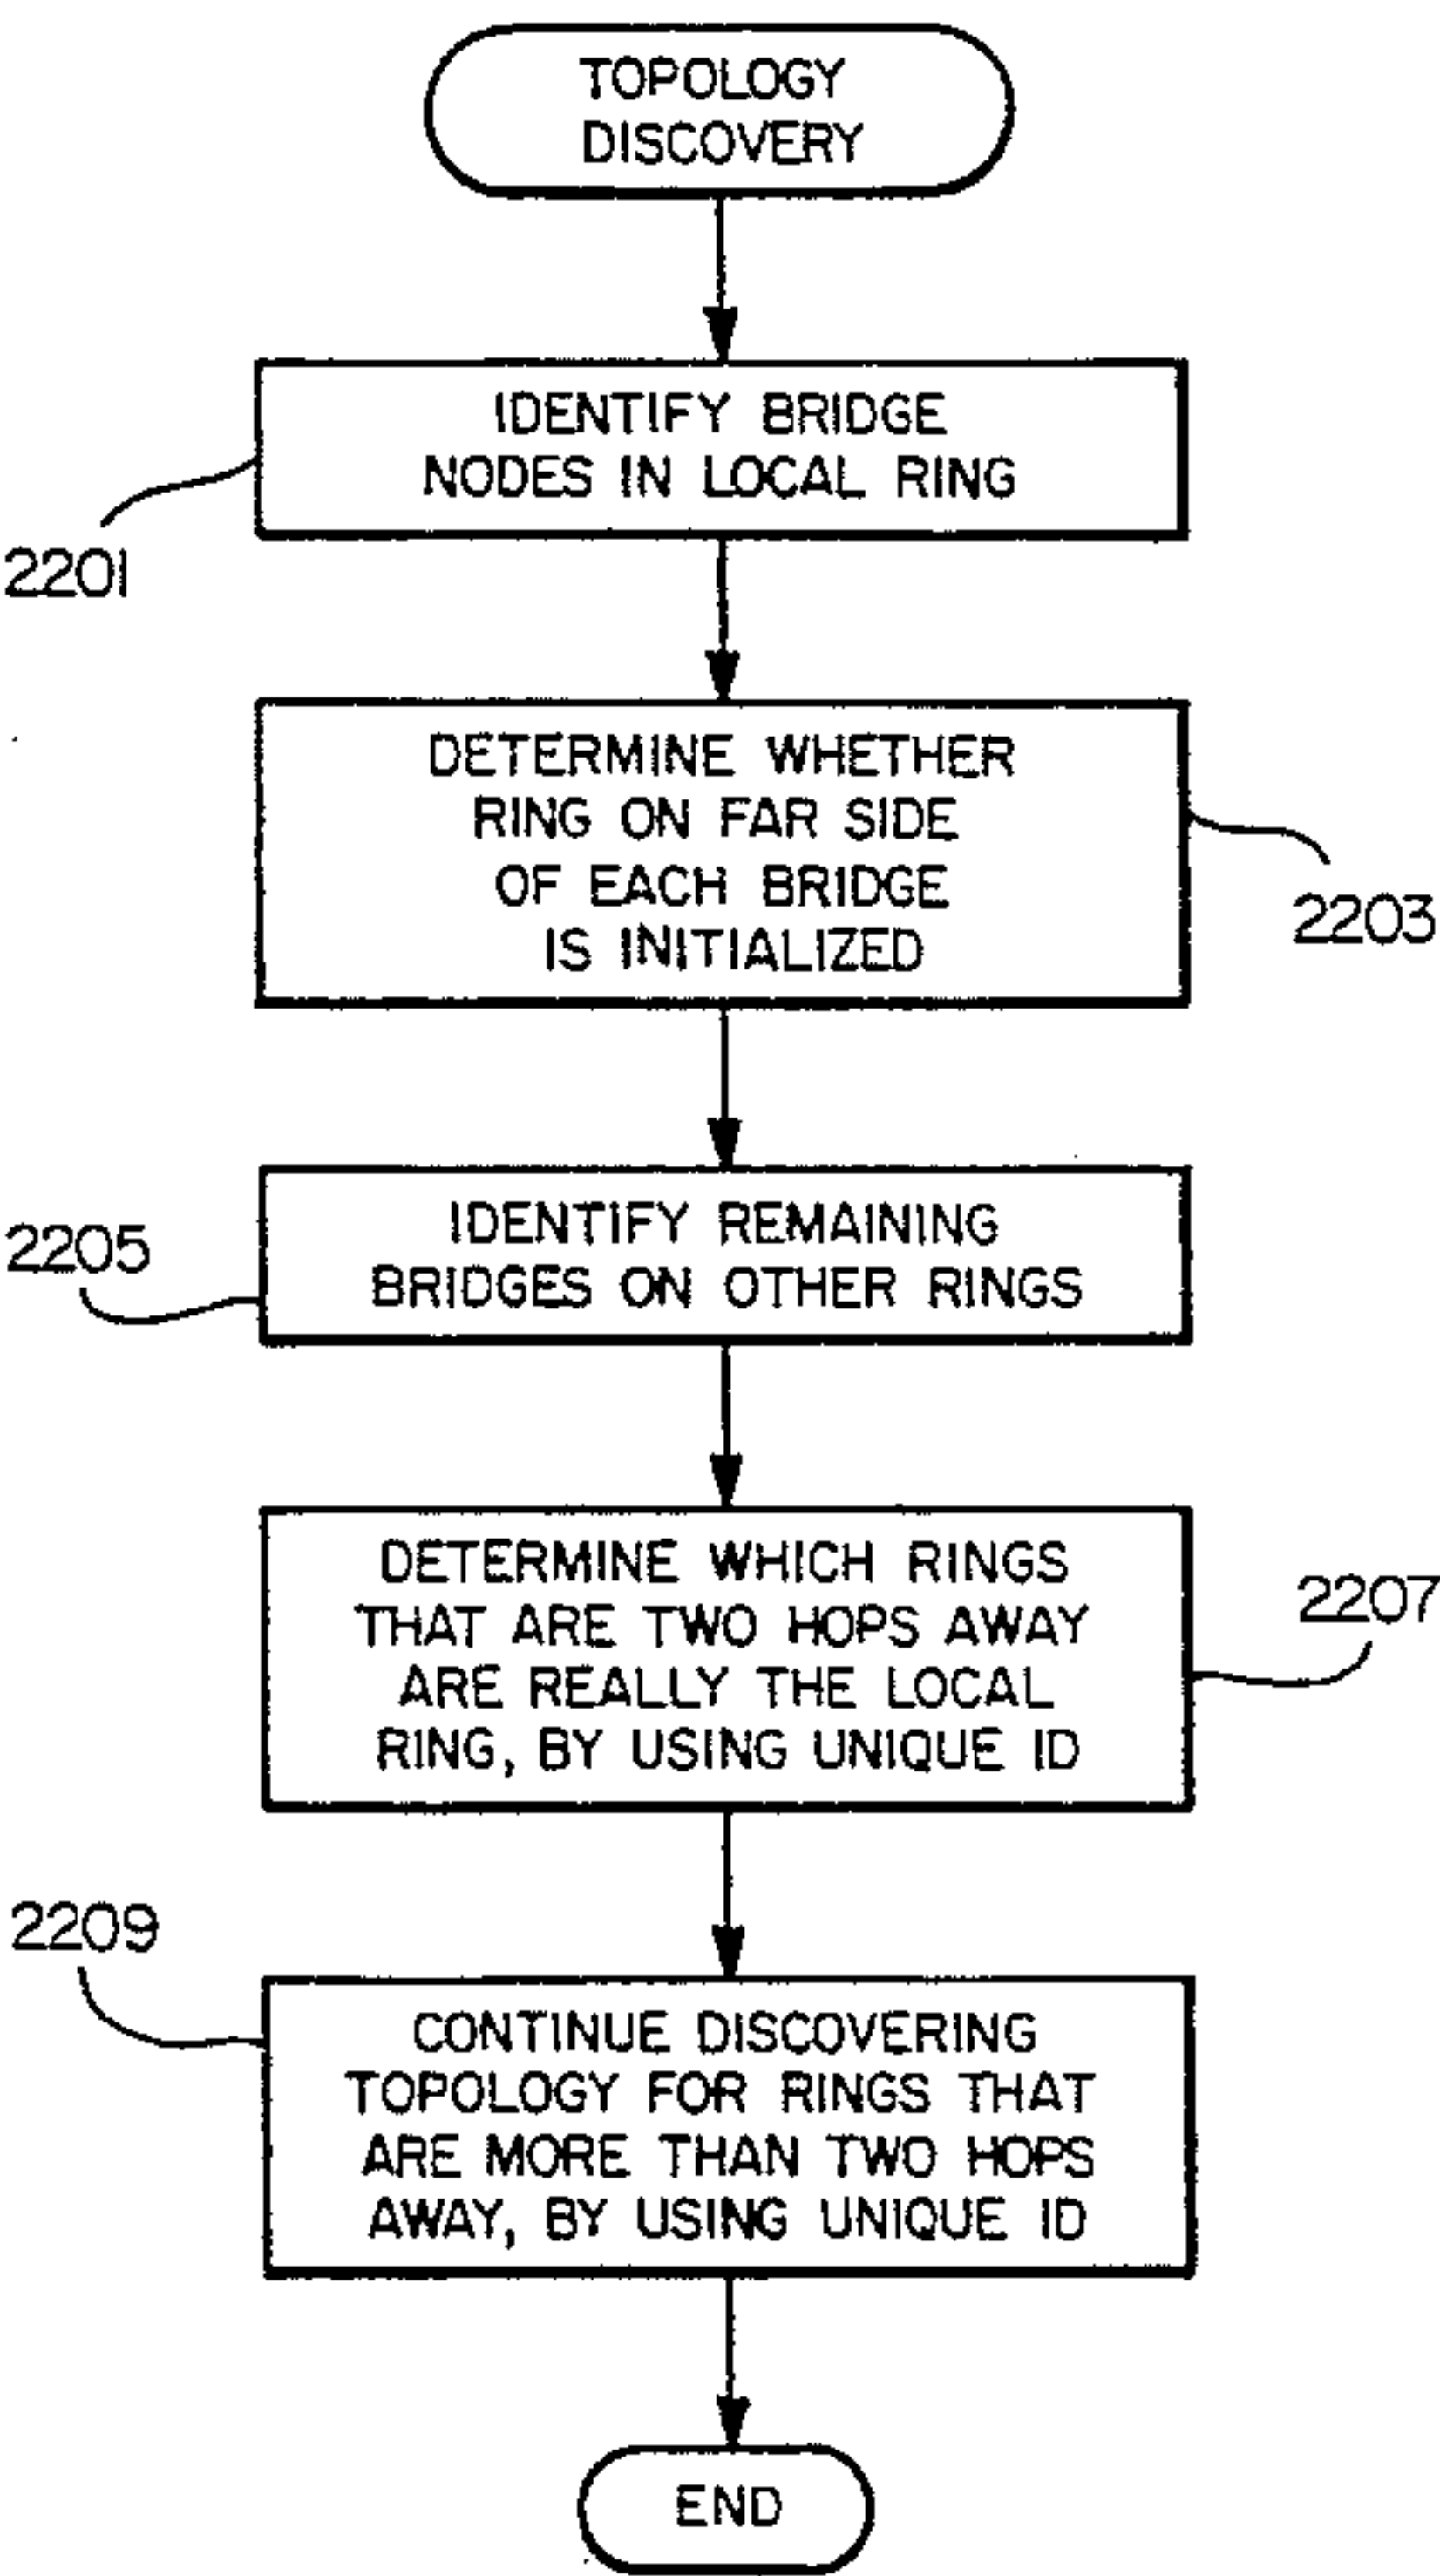 TOPOLOGY
DISCOVERY
IDENTIFY BRIDGE
NODES IN LOCAL RING
2201
DETERMINE WHETHER
RING ON FAR SIDE
OF EACH BRIDGE
IS INITIALIZED
2203
IDENTIFY REMAINING
BRIDGES ON OTHER RINGS
2205
DETERMINE WHICH RINGS
THAT ARE TWO HOPS AWAY
ARE REALLY THE LOCAL
RING, BY USING UNIQUE ID
2207
2209
CONTINUE DISCOVERING
TOPOLOGY FOR RINGS THAT
ARE MORE THAN TWO HOPS
AWAY, BY USING UNIQUE ID
END